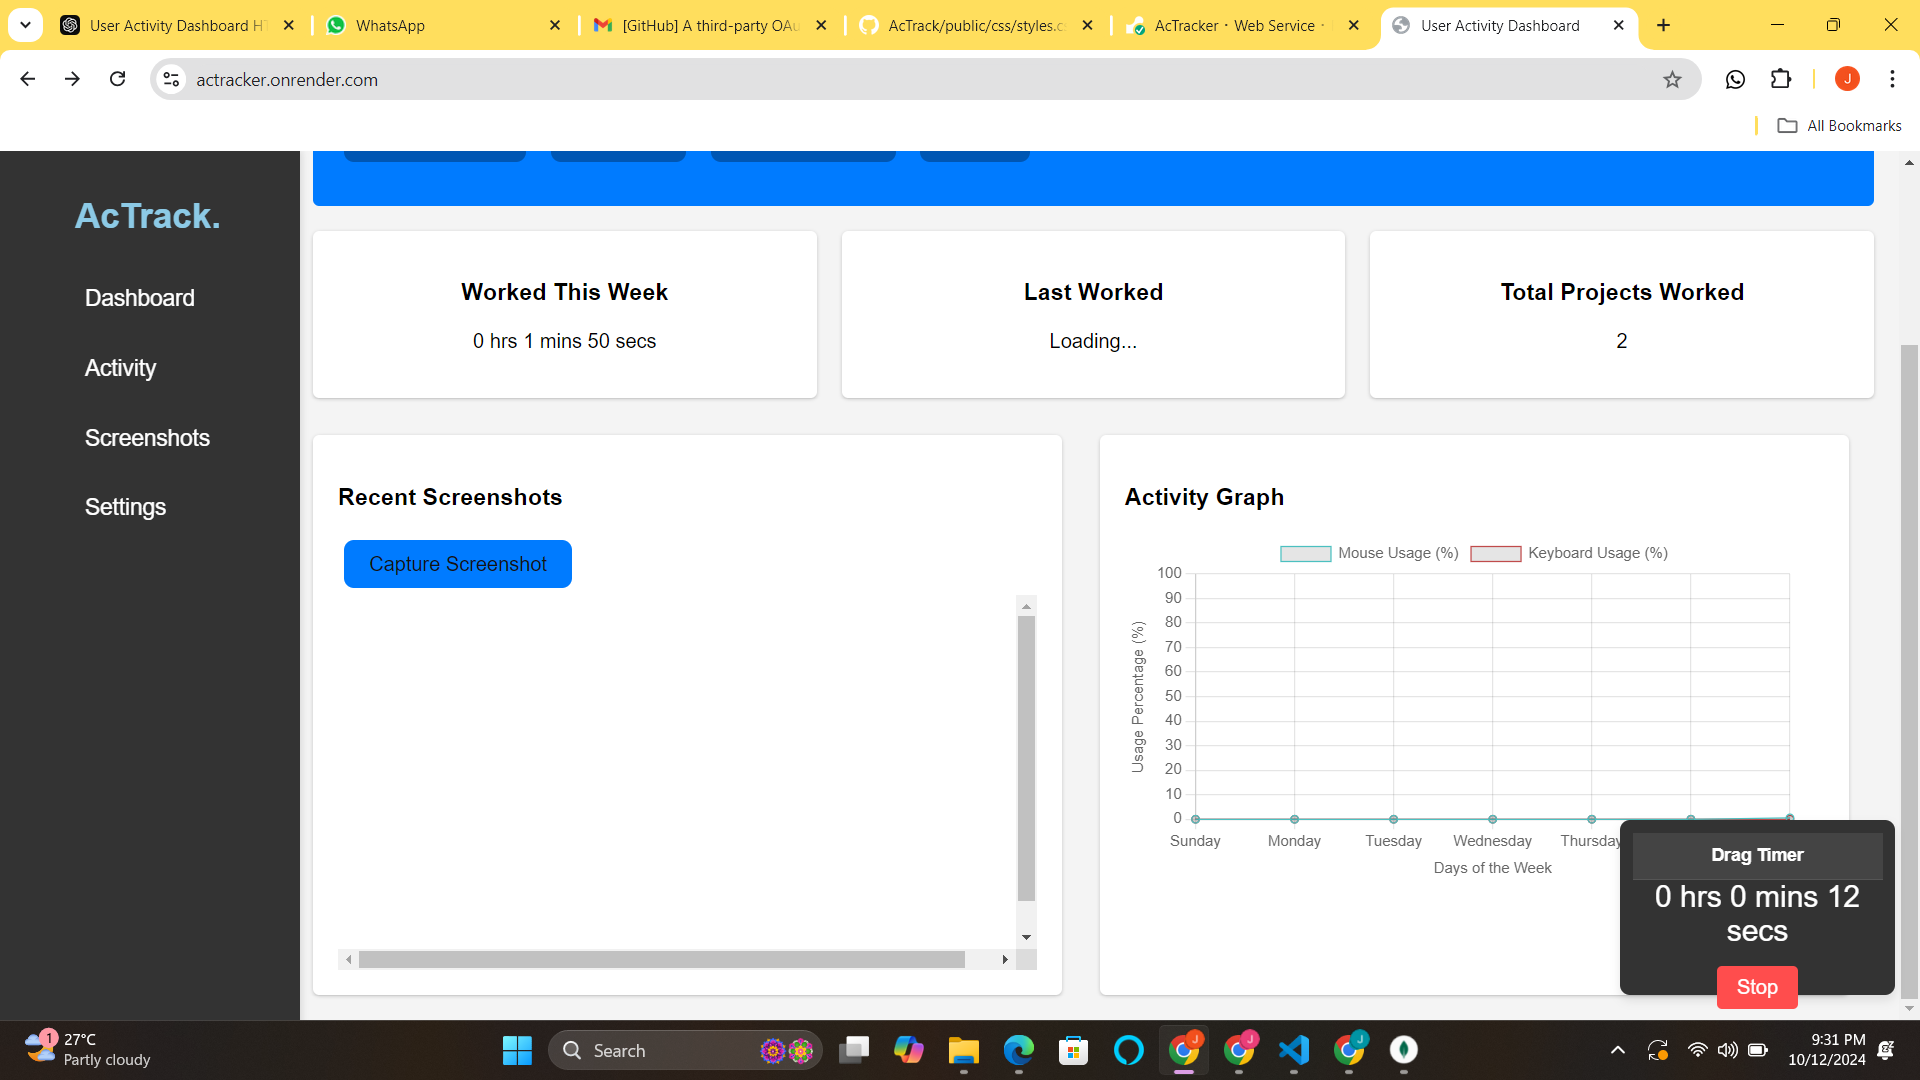 User Activity Dashboard HT
WhatsApp
[GitHub] A third-party OAu
AcTrack/public/css/styles.cs
AcTracker · Web Service ·
User Activity Dashboard
actracker.onrender.com
J
All Bookmarks
AcTrack.
Dashboard
Activity
Screenshots
Settings
Worked This Week
0 hrs 1 mins 50 secs
Last Worked
Loading...
Total Projects Worked
2
Recent Screenshots
Capture Screenshot
Activity Graph
Mouse Usage (%)
Keyboard Usage (%)
100
90
80
70
60
50
40
30
20
10
0
Usage Percentage (%)
Sunday
Monday
Tuesday
Wednesday
Thursday
Days of the Week
Drag Timer
0 hrs 0 mins 12
secs
Stop
1
27°C
Partly cloudy
Search
J
J
J
9:31 PM
10/12/2024